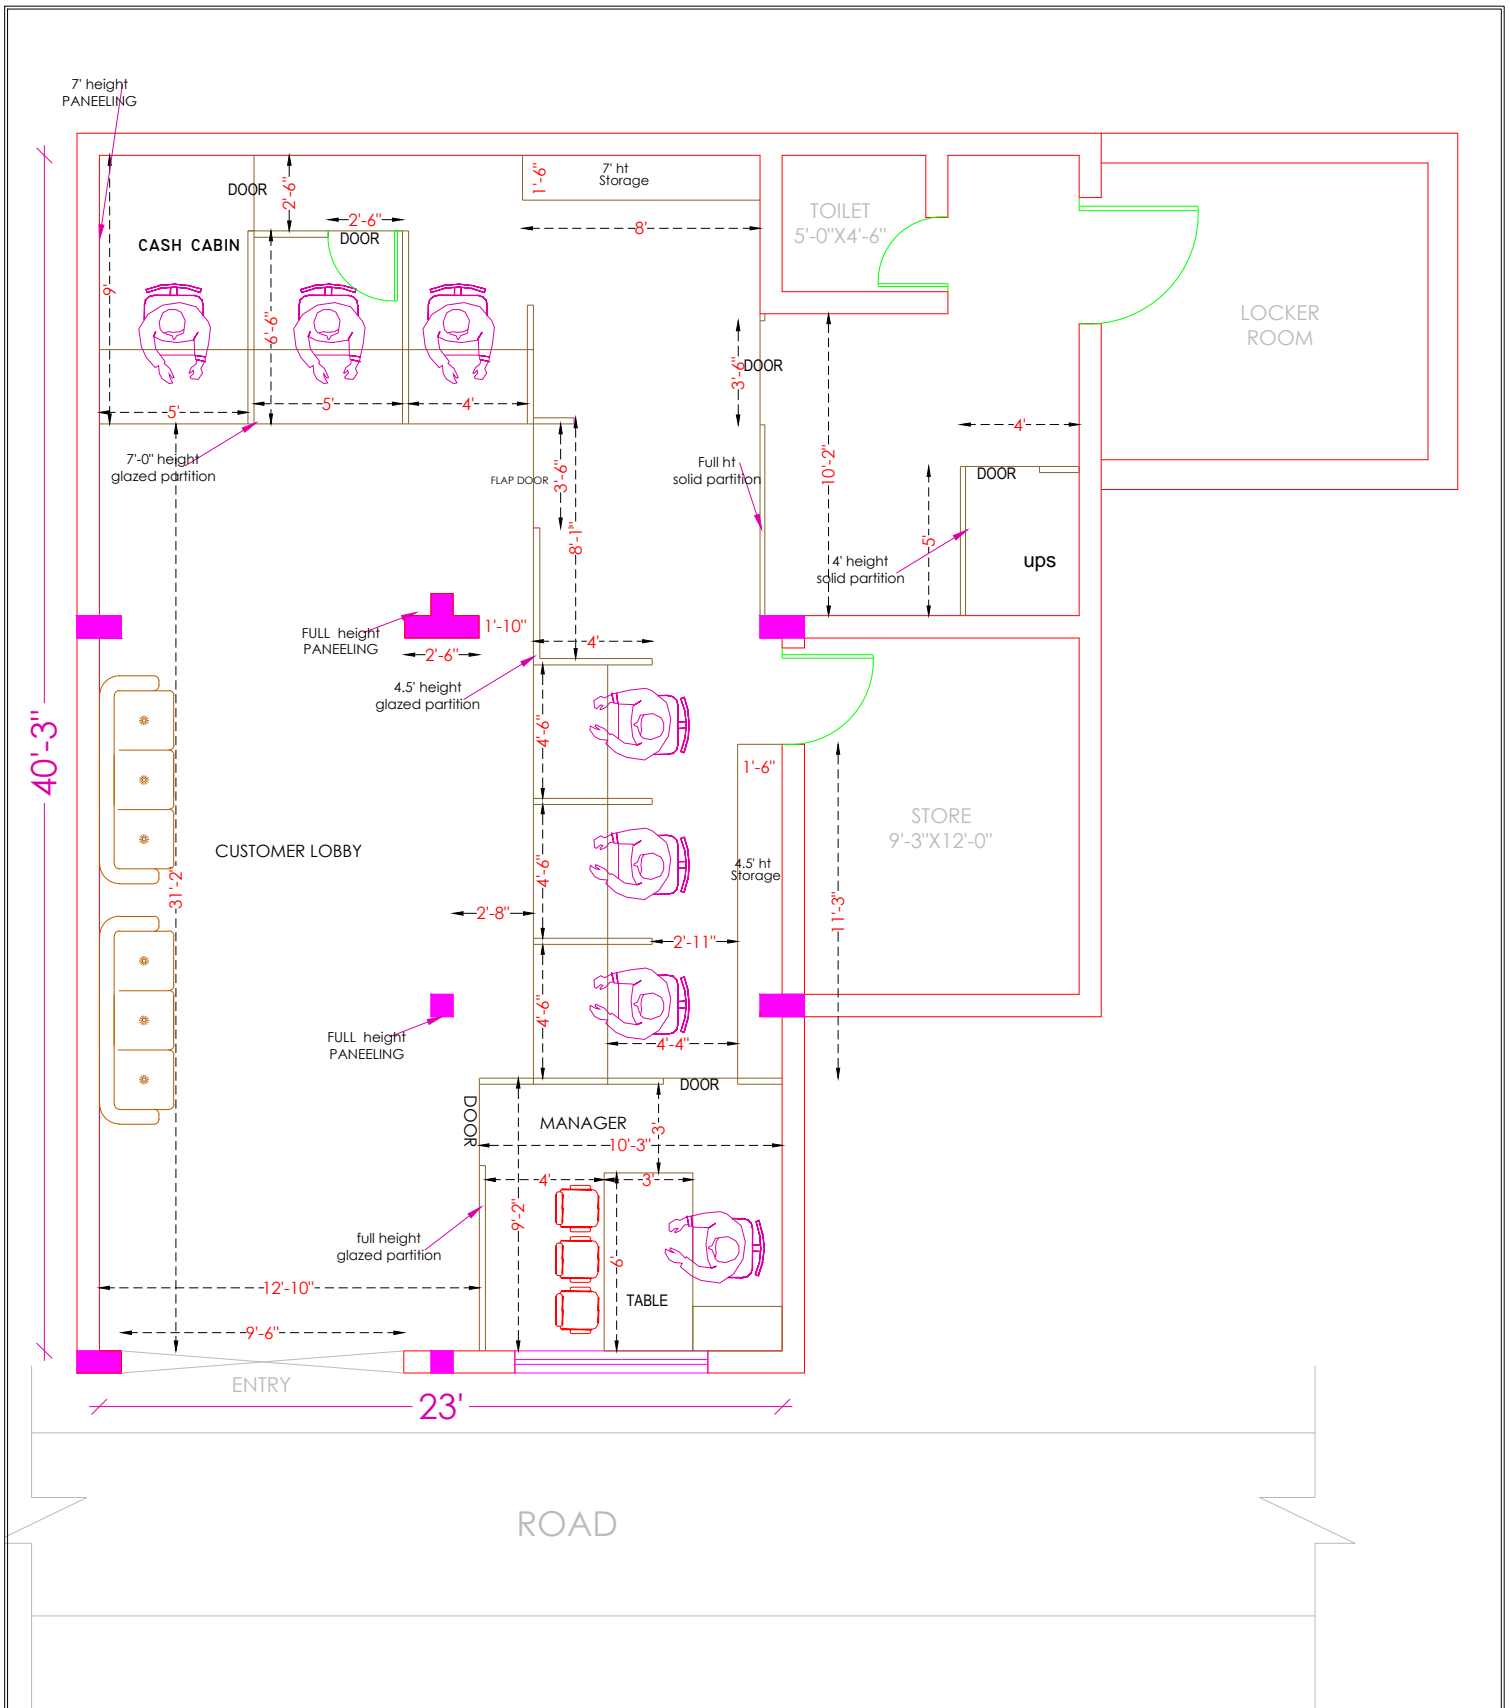 7' height
PANEELING
DOOR
2'-6"
1'-6"
7' ht
Storage
TOILET
5'-0"X4'-6"
2'-6"
DOOR
8'
CASH CABIN
9'
6'-6"
LOCKER
ROOM
3'-6"
DOOR
5'
5'
4'
4'
7'-0" height
glazed partition
FLAP DOOR
3'-6"
8'-1"
Full ht
solid partition
10'-2"
DOOR
5'
4' height
solid partition
ups
FULL height
PANEELING
1'-10"
2'-6"
4'
4.5' height
glazed partition
40'-3"
4'-6"
1'-6"
STORE
9'-3"X12'-0"
CUSTOMER LOBBY
31'-2"
4'-6"
4.5' ht
Storage
11'-3"
2'-8"
2'-11"
4'-6"
FULL height
PANEELING
4'-4"
DOOR
DOOR
MANAGER
3'
10'-3"
4'
3'
9'-2"
full height
glazed partition
6'
12'-10"
TABLE
9'-6"
ENTRY
23'
ROAD